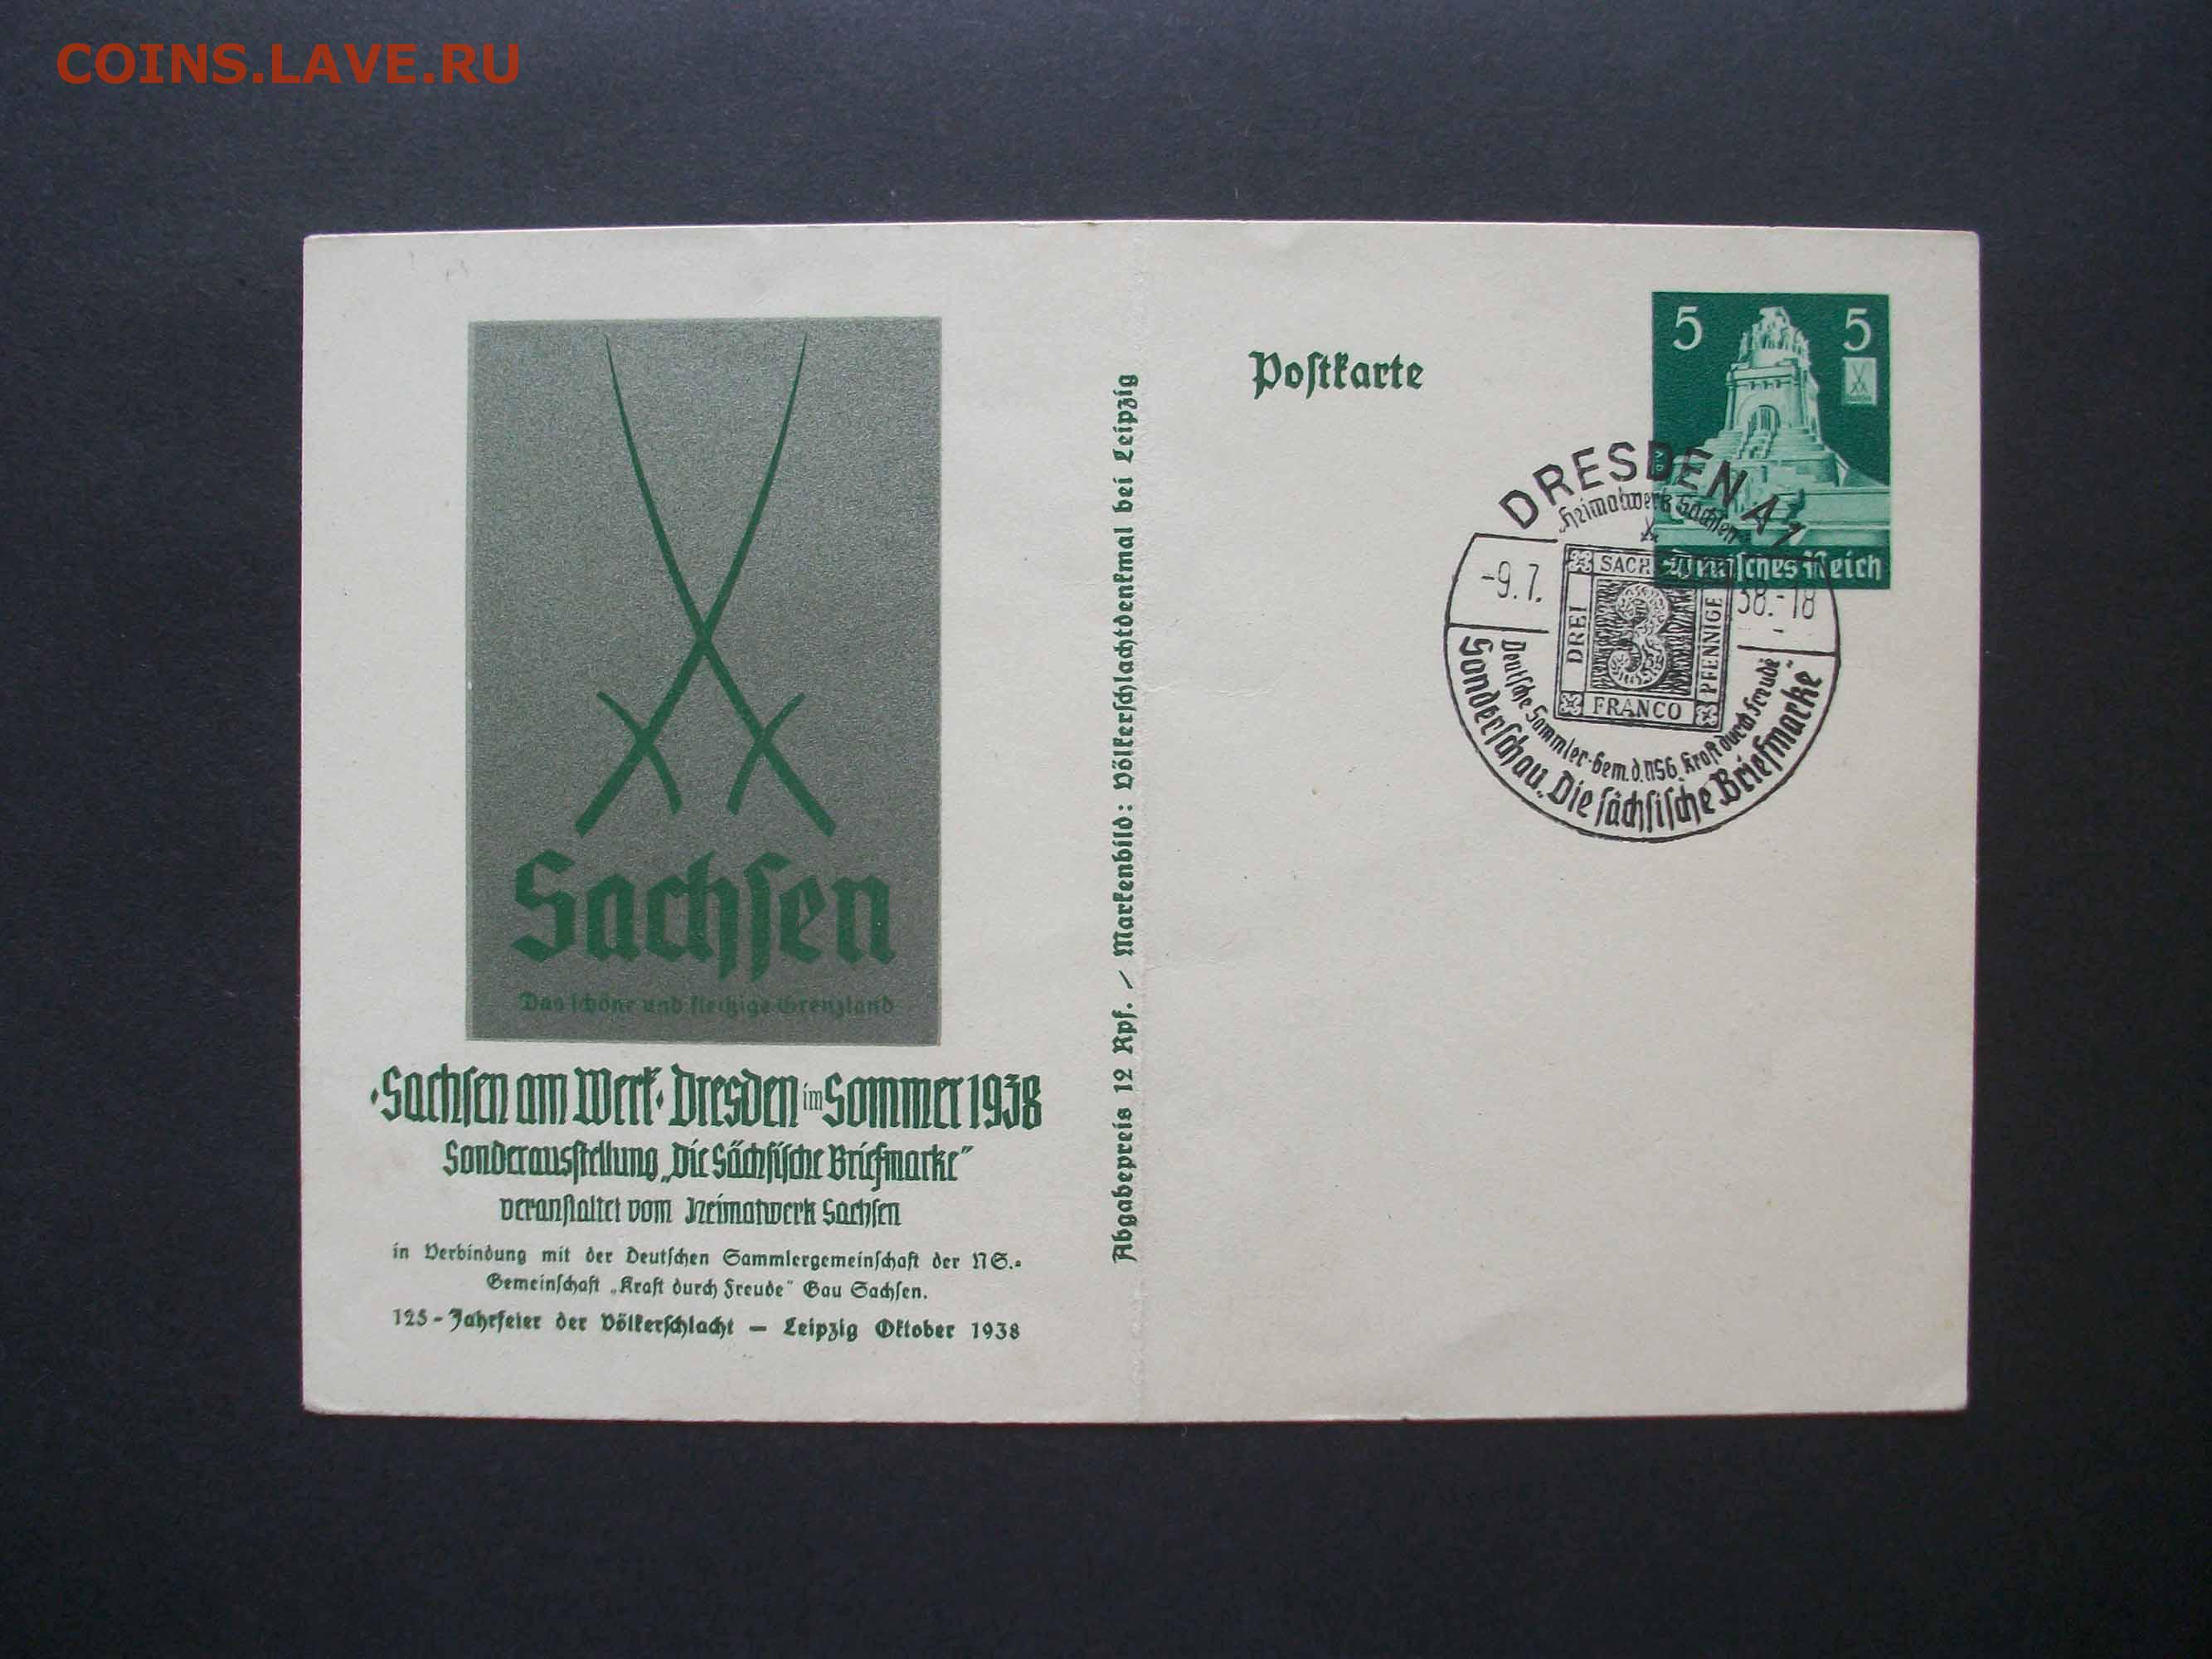 COINS.LAVE.RU
Sachsen
Das schöne und fleißige Grenzland
·Sachsen am Werk· Dresden im Sommer 1938
Sonderausstellung „Die Sächsische Briefmarke“
veranstaltet vom Heimatwerk Sachsen
in Verbindung mit der Deutschen Sammlergemeinschaft der NS.-
Gemeinschaft „Kraft durch Freude“ Gau Sachsen.
125-Jahrfeier der Völkerschlacht — Leipzig Oktober 1938
Abgabepreis 12 Rpf. / Markenbild: Völkerschlachtdenkmal bei Leipzig
Postkarte
5 5
Deutsches Reich
DRESDEN A1
Heimatwerk Sachsen
-9.7. 38.-18
SACHSEN
DREI
3
PFENNIGE
FRANCO
Deutsche Sammler-Gem.d.NSG. Kraft durch Freude
Sonderschau „Die sächsische Briefmarke“